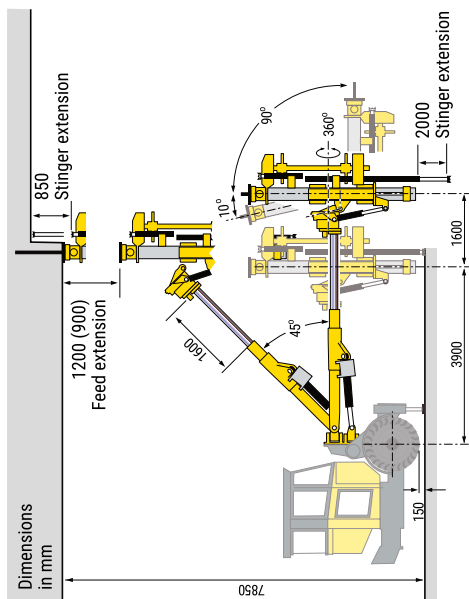 850
Stinger extension
1200 (900)
Feed extension
90°
10°
360°
2000
Stinger extension
1600
45°
1600
3900
150
7850
Dimensions
in mm